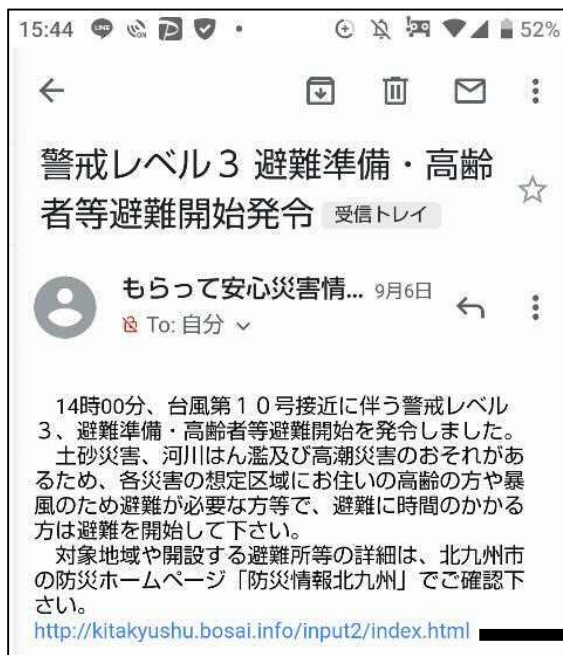 15:44
52%
警戒レベル3 避難準備・高齢
者等避難開始発令 受信トレイ
もらって安心災害情... 9月6日
To: 自分
14時00分、台風第10号接近に伴う警戒レベル
3、避難準備・高齢者等避難開始を発令しました。
土砂災害、河川はん濫及び高潮災害のおそれがあ
るため、各災害の想定区域にお住いの高齢の方や暴
風のため避難が必要な方等で、避難に時間のかかる
方は避難を開始して下さい。
対象地域や開設する避難所等の詳細は、北九州市
の防災ホームページ「防災情報北九州」でご確認下
さい。
http://kitakyushu.bosai.info/input2/index.html